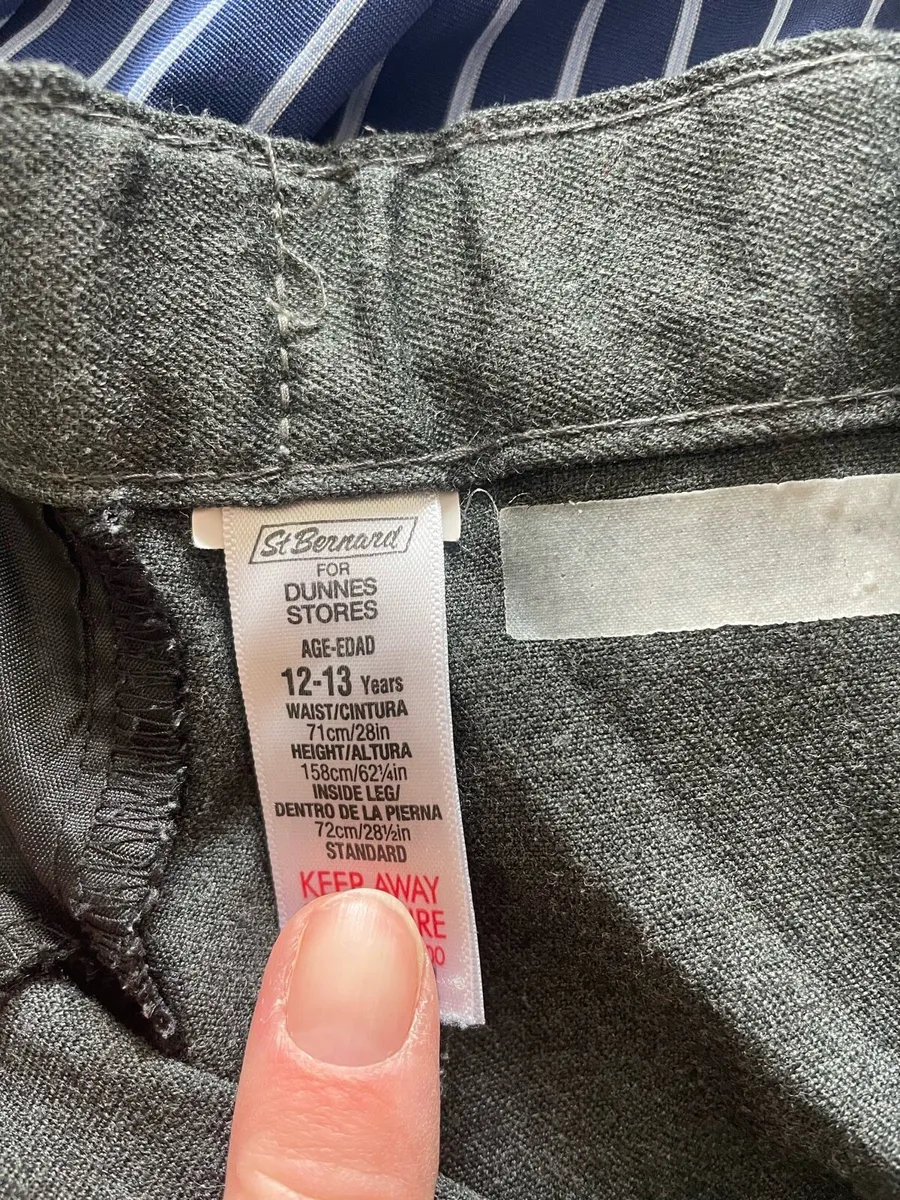 St Bernard
FOR
DUNNES
STORES
AGE-EDAD
12-13 Years
WAIST/CINTURA
71cm/28in
HEIGHT/ALTURA
158cm/62¼in
INSIDE LEG/
DENTRO DE LA PIERNA
72cm/28½in
STANDARD
KEEP AWAY